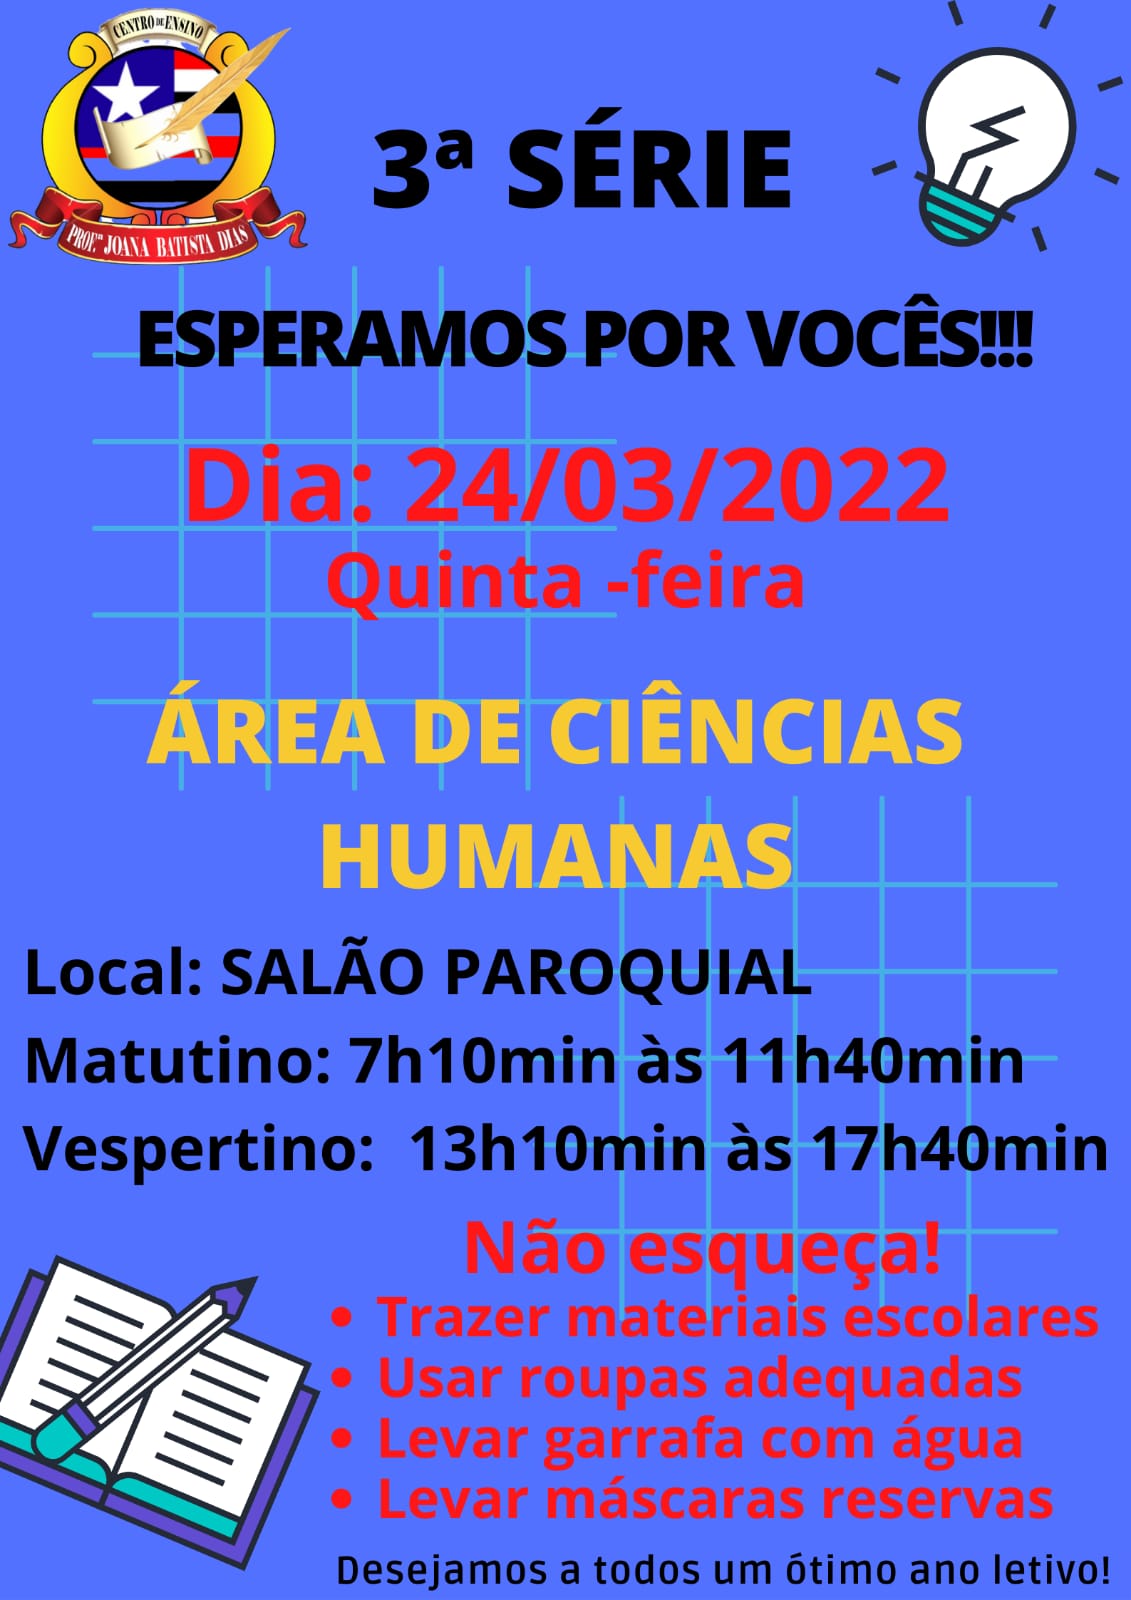 CENTRO DE ENSINO
PROF.ª JOANA BATISTA DIAS
3ª SÉRIE
ESPERAMOS POR VOCÊS!!!
Dia: 24/03/2022
Quinta -feira
ÁREA DE CIÊNCIAS
HUMANAS
Local: SALÃO PAROQUIAL
Matutino: 7h10min às 11h40min
Vespertino: 13h10min às 17h40min
Não esqueça!
• Trazer materiais escolares
• Usar roupas adequadas
• Levar garrafa com água
• Levar máscaras reservas
Desejamos a todos um ótimo ano letivo!